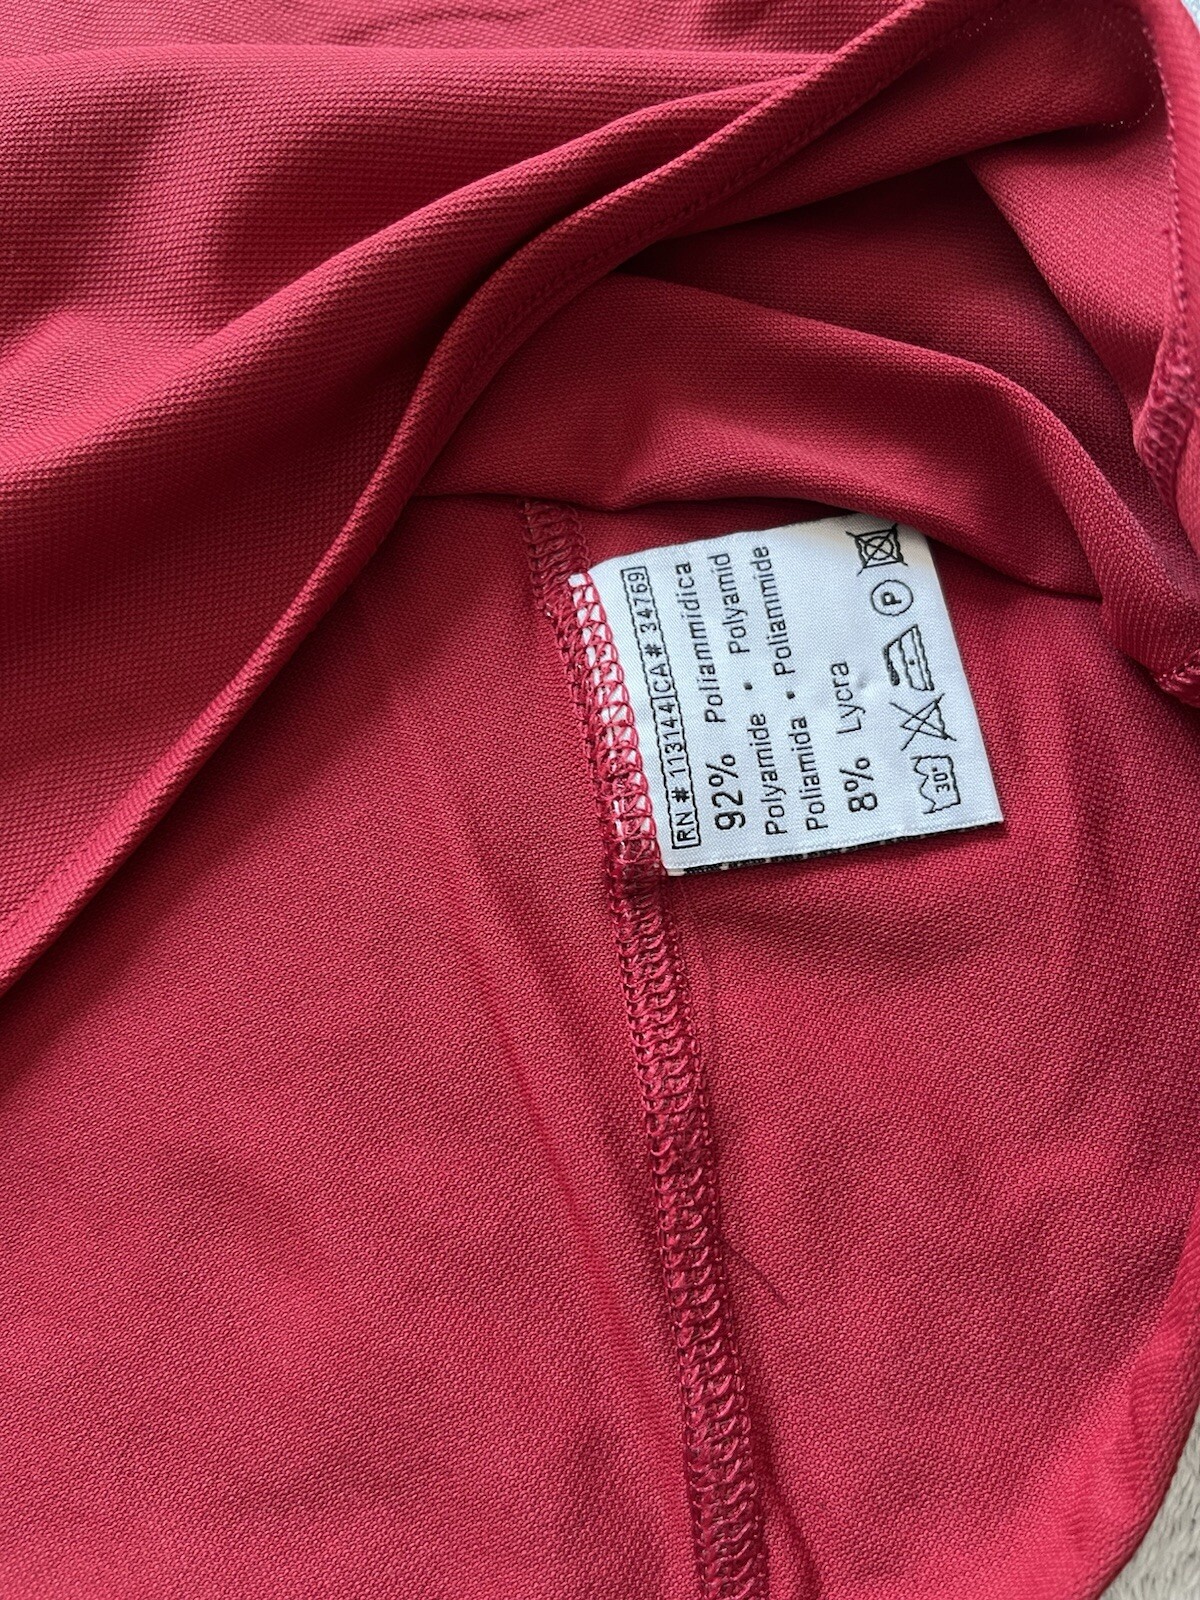 RN # 113144 CA # 34769
92% Poliammidica
Polyamide • Polyamid
Poliamida • Poliammide
8% Lycra
30°
P